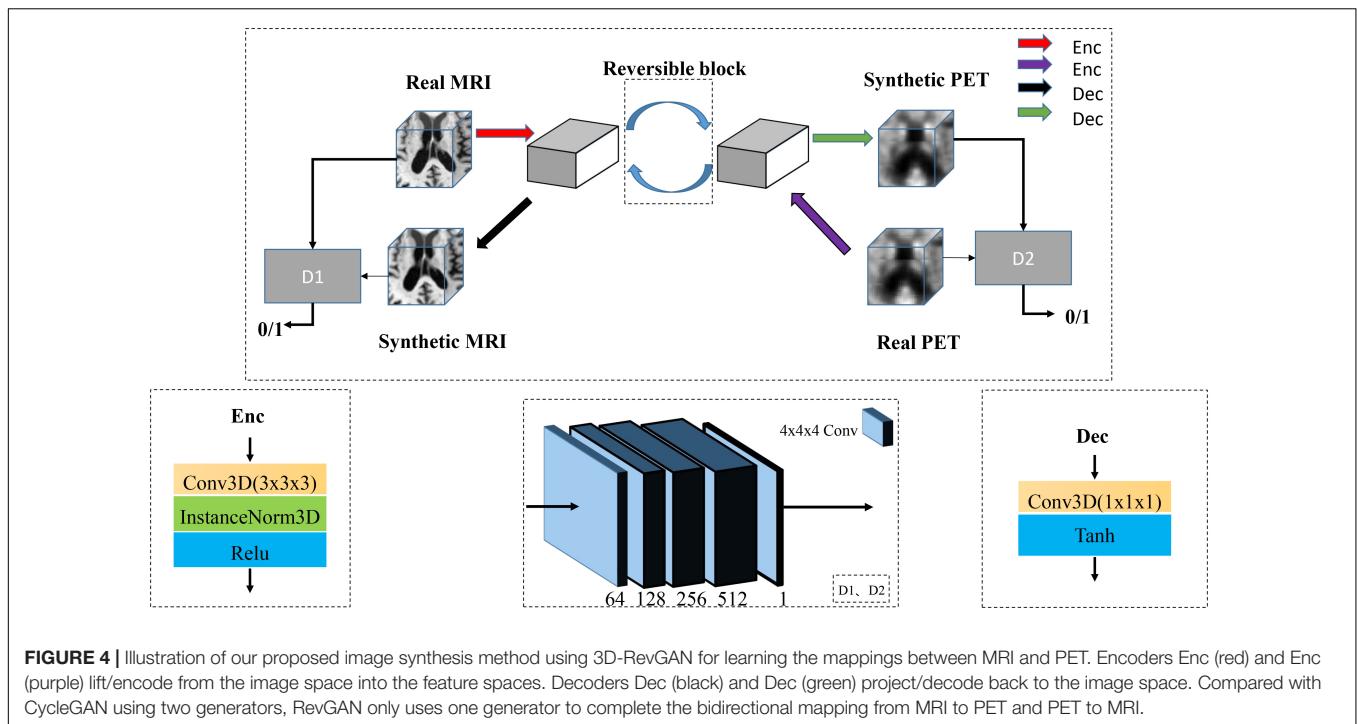 Real MRI
Reversible block
Synthetic PET
Enc
Enc
Dec
Dec
D1
D2
0/1
0/1
Synthetic MRI
Real PET
Enc
Conv3D(3x3x3)
InstanceNorm3D
Relu
4x4x4 Conv
64 128 256 512 1
D1、D2
Dec
Conv3D(1x1x1)
Tanh
FIGURE 4 | Illustration of our proposed image synthesis method using 3D-RevGAN for learning the mappings between MRI and PET. Encoders Enc (red) and Enc
(purple) lift/encode from the image space into the feature spaces. Decoders Dec (black) and Dec (green) project/decode back to the image space. Compared with
CycleGAN using two generators, RevGAN only uses one generator to complete the bidirectional mapping from MRI to PET and PET to MRI.